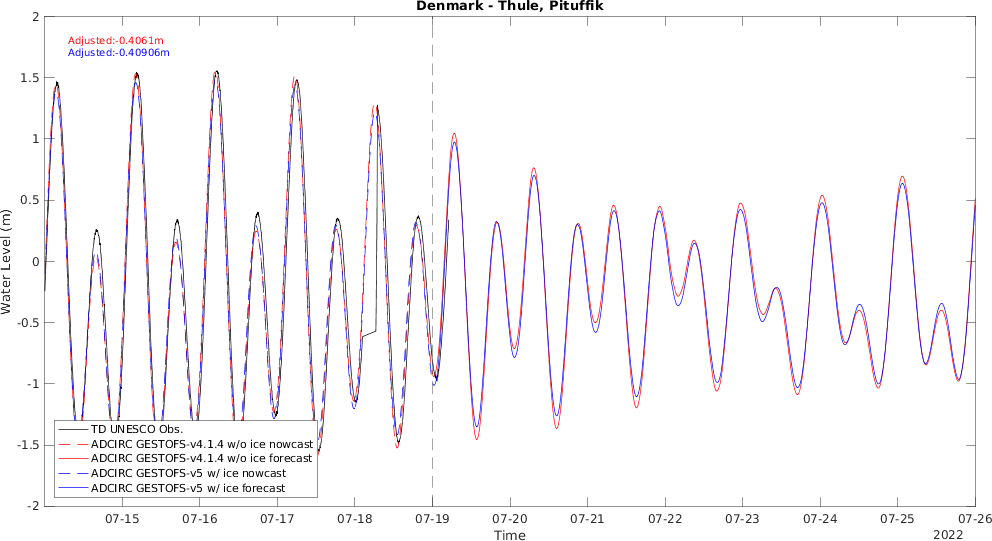 Denmark - Thule, Pituffik
Adjusted:-0.4061m
Adjusted:-0.40906m
Water Level (m)
2
1.5
1
0.5
0
-0.5
-1
-1.5
-2
TD UNESCO Obs.
ADCIRC GESTOFS-v4.1.4 w/o ice nowcast
ADCIRC GESTOFS-v4.1.4 w/o ice forecast
ADCIRC GESTOFS-v5 w/ ice nowcast
ADCIRC GESTOFS-v5 w/ ice forecast
07-15 07-16 07-17 07-18 07-19 07-20 07-21 07-22 07-23 07-24 07-25 07-26
Time
2022